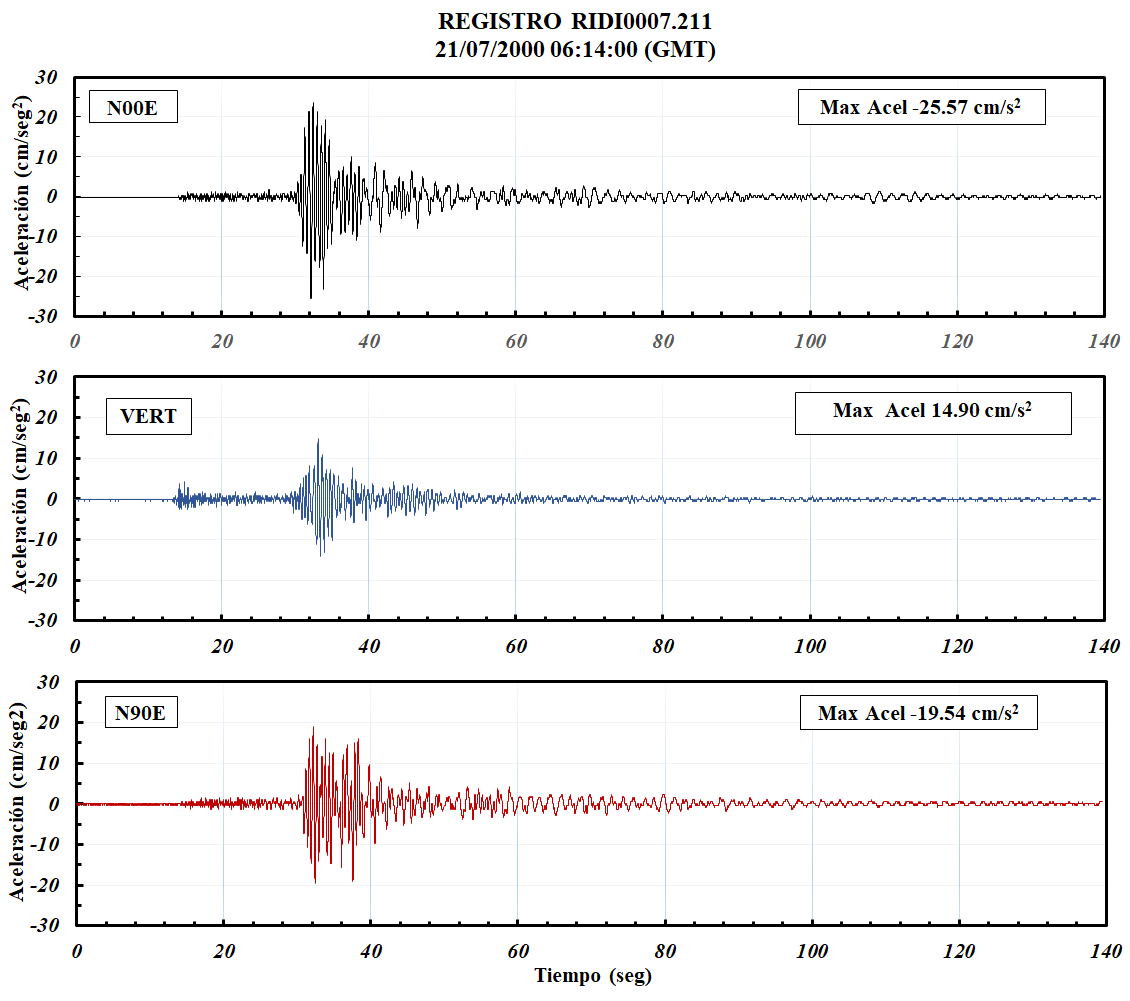 REGISTRO RIDI0007.211
21/07/2000 06:14:00 (GMT)
Aceleración (cm/seg²)
30
20
10
0
-10
-20
-30
N00E
Max Acel -25.57 cm/s²
0 20 40 60 80 100 120 140
Aceleración (cm/seg²)
30
20
10
0
-10
-20
-30
VERT
Max Acel 14.90 cm/s²
0 20 40 60 80 100 120 140
Aceleración (cm/seg2)
30
20
10
0
-10
-20
-30
N90E
Max Acel -19.54 cm/s²
0 20 40 60 80 100 120 140
Tiempo (seg)